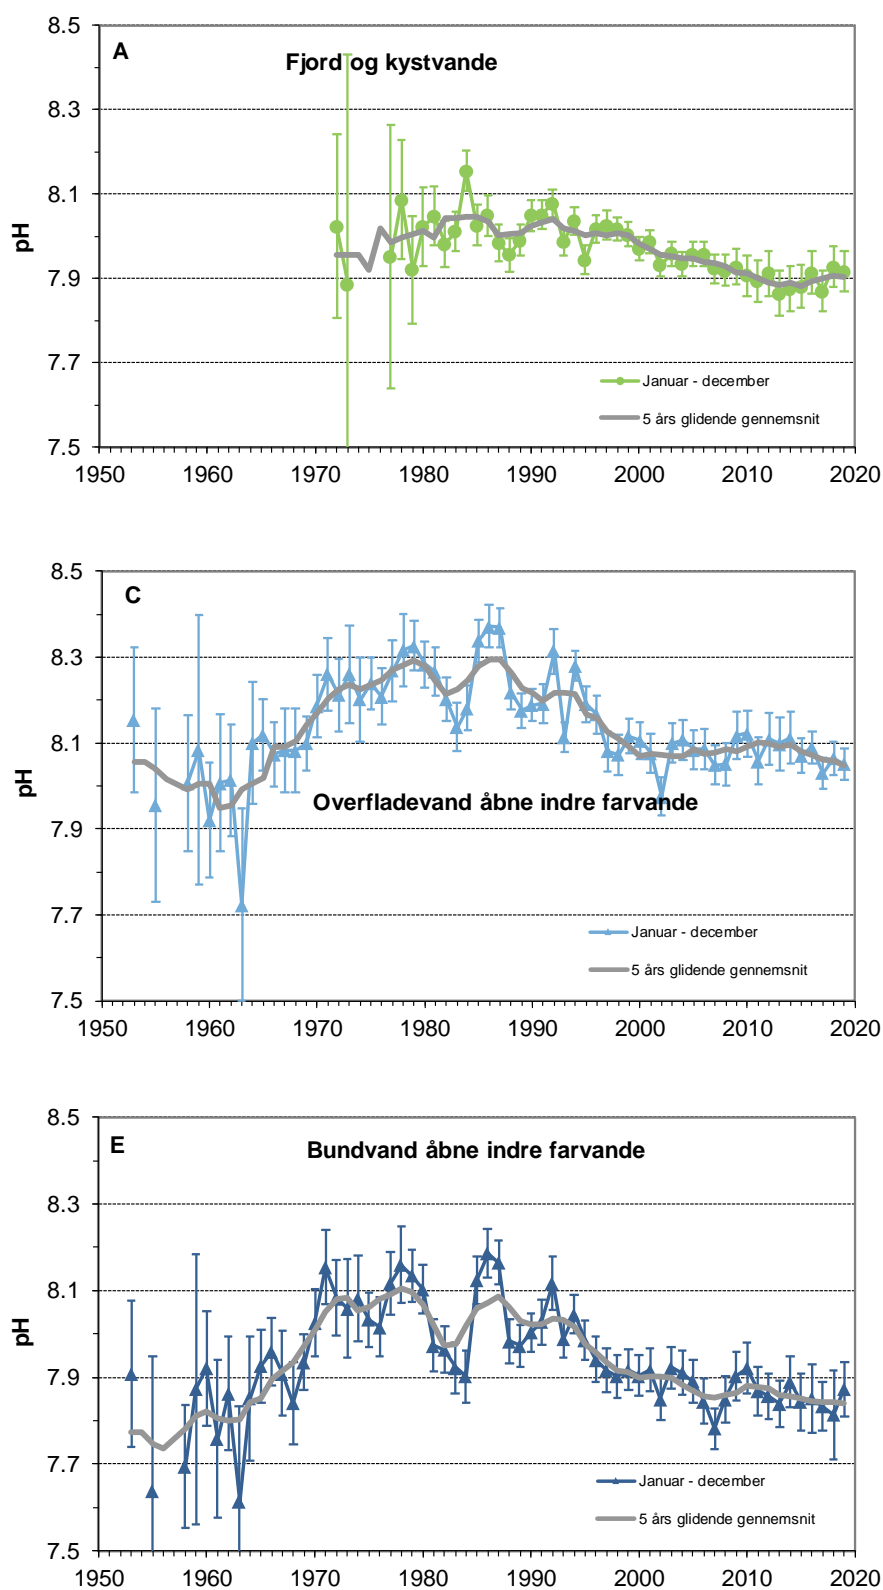 A
Fjord og kystvande
pH
8.5
8.3
8.1
7.9
7.7
7.5
Januar - december
5 års glidende gennemsnit
1950 1960 1970 1980 1990 2000 2010 2020
C
Overfladevand åbne indre farvande
pH
8.5
8.3
8.1
7.9
7.7
7.5
Januar - december
5 års glidende gennemsnit
1950 1960 1970 1980 1990 2000 2010 2020
E
Bundvand åbne indre farvande
pH
8.5
8.3
8.1
7.9
7.7
7.5
Januar - december
5 års glidende gennemsnit
1950 1960 1970 1980 1990 2000 2010 2020